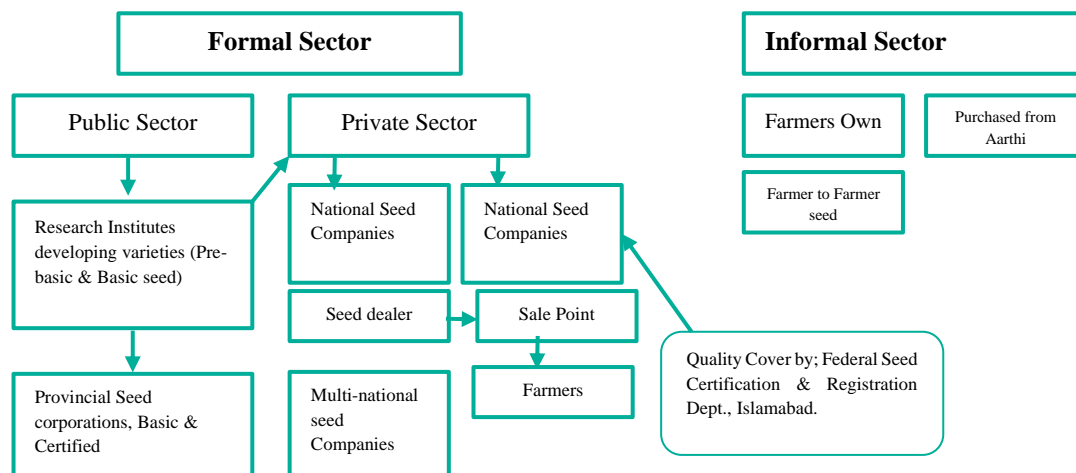 Formal Sector
Informal Sector
Public Sector
Private Sector
Farmers Own
Purchased from
Aarthi
Farmer to Farmer
seed
Research Institutes
developing varieties (Pre-
basic & Basic seed)
National Seed
Companies
National Seed
Companies
Seed dealer
Sale Point
Farmers
Provincial Seed
corporations, Basic &
Certified
Multi-national
seed
Companies
Quality Cover by; Federal Seed
Certification & Registration
Dept., Islamabad.